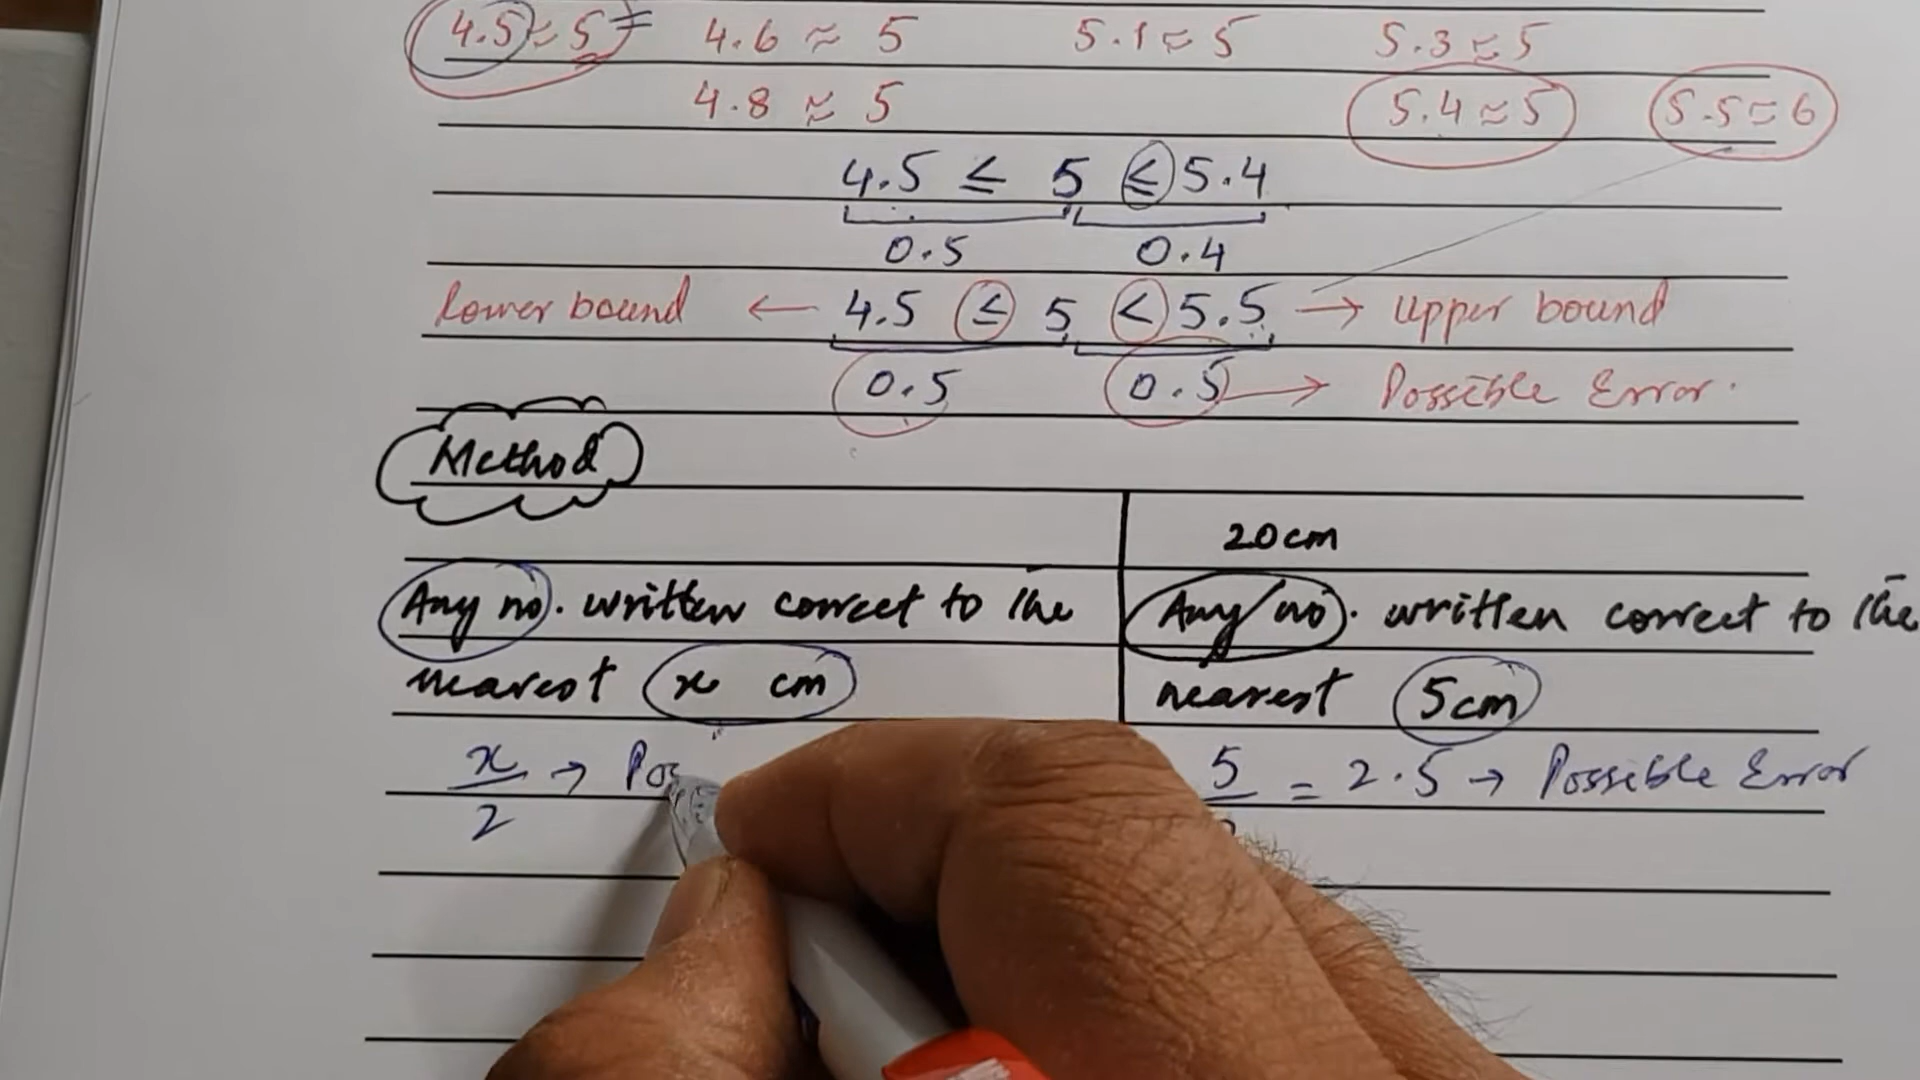 4.5 ≈ 5 = 4.6 ≈ 5 5.1 ≈ 5 5.3 ≈ 5
4.8 ≈ 5 5.4 ≈ 5 5.5 ≈ 6
4.5 ≤ 5 ≤ 5.4
0.5 0.4
Lower bound ← 4.5 ≤ 5 < 5.5 → Upper bound
0.5 0.5 → Possible Error.
Method
20cm
Any no. written correct to the
nearest x cm
x/2 → Pos
Any no. written correct to the
nearest 5cm
5/2 = 2.5 → Possible Error